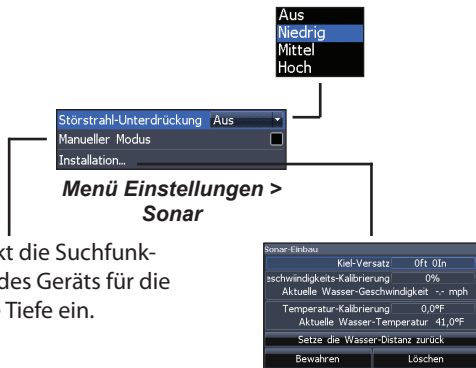 Aus
Niedrig
Mittel
Hoch
Störstrahl-Unterdrückung Aus
Manueller Modus
Installation...
Menü Einstellungen >
Sonar
kt die Suchfunk-
des Geräts für die
Tiefe ein.
Sonar-Einbau
Kiel-Versatz 0ft 0In
eschwiindigkeits-Kalibrierung 0%
Aktuelle Wasser-Geschwindigkeit -.- mph
Temperatur-Kalibrierung 0,0°F
Aktuelle Wasser-Temperatur 41,0°F
Setze die Wasser-Distanz zurück
Bewahren Löschen